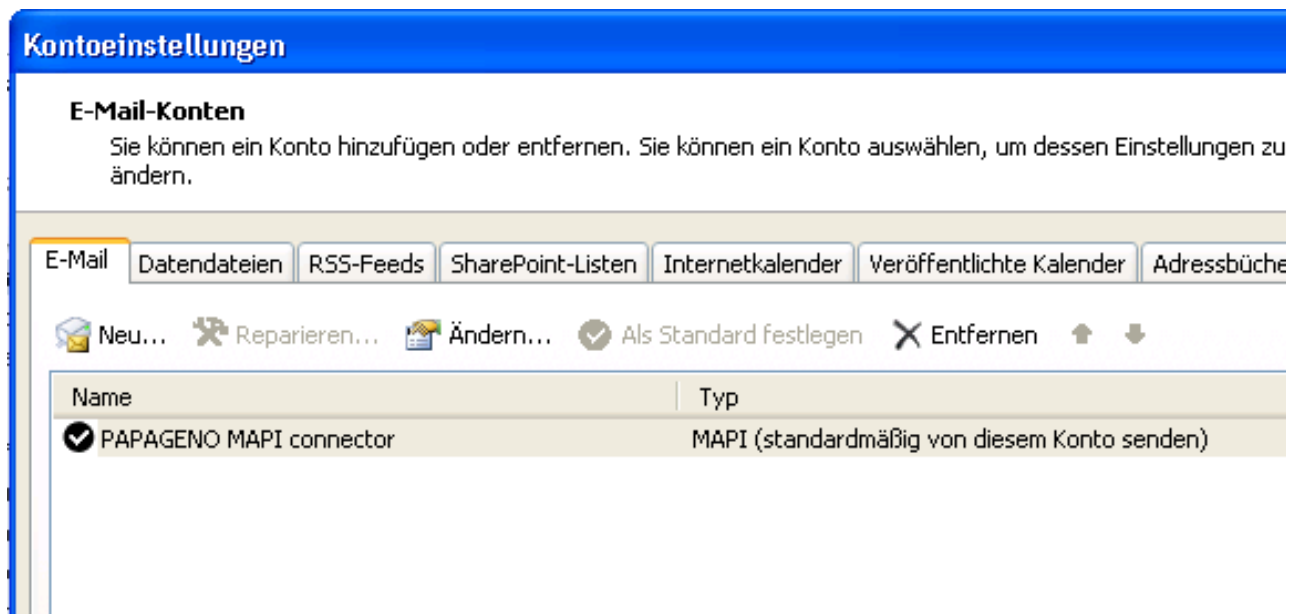 Kontoeinstellungen
E-Mail-Konten
Sie können ein Konto hinzufügen oder entfernen. Sie können ein Konto auswählen, um dessen Einstellungen zu
ändern.
E-Mail Datendateien RSS-Feeds SharePoint-Listen Internetkalender Veröffentlichte Kalender Adressbüche
Neu... Reparieren... Ändern... Als Standard festlegen Entfernen
Name Typ
PAPAGENO MAPI connector MAPI (standardmäßig von diesem Konto senden)